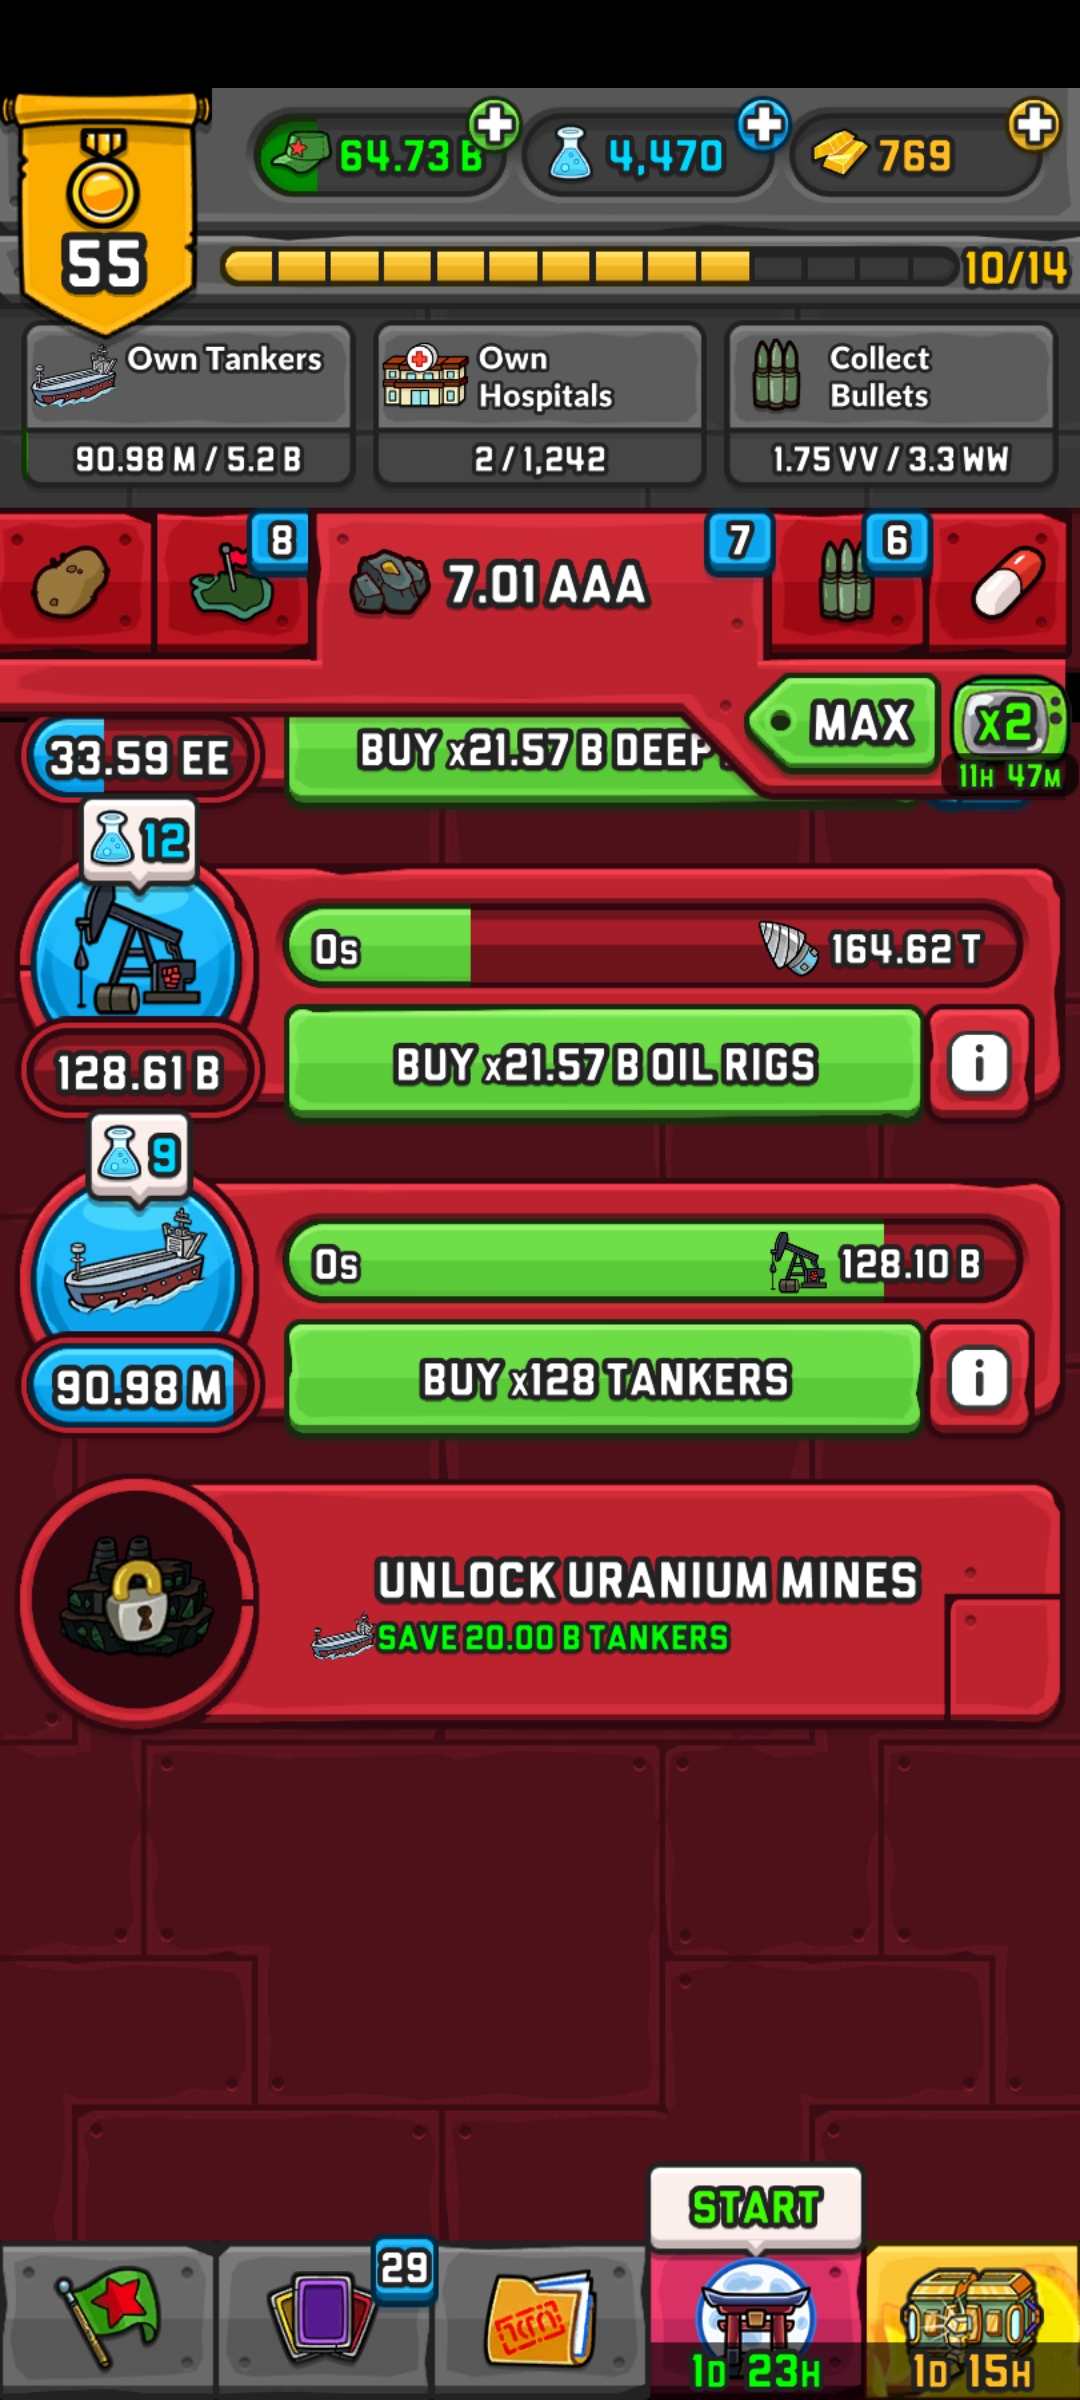 64.73 B
4,470
769
55
10/14
Own Tankers
90.98 M / 5.2 B
Own
Hospitals
2 / 1,242
Collect
Bullets
1.75 VV / 3.3 WW
8
7.01 AAA
7
6
MAX
x2
11H 47M
33.59 EE
BUY x21.57 B DEEP
12
0s
164.62 T
128.61 B
BUY x21.57 B OIL RIGS
i
9
0s
128.10 B
90.98 M
BUY x128 TANKERS
i
UNLOCK URANIUM MINES
SAVE 20.00 B TANKERS
START
29
1D 23H
1D 15H